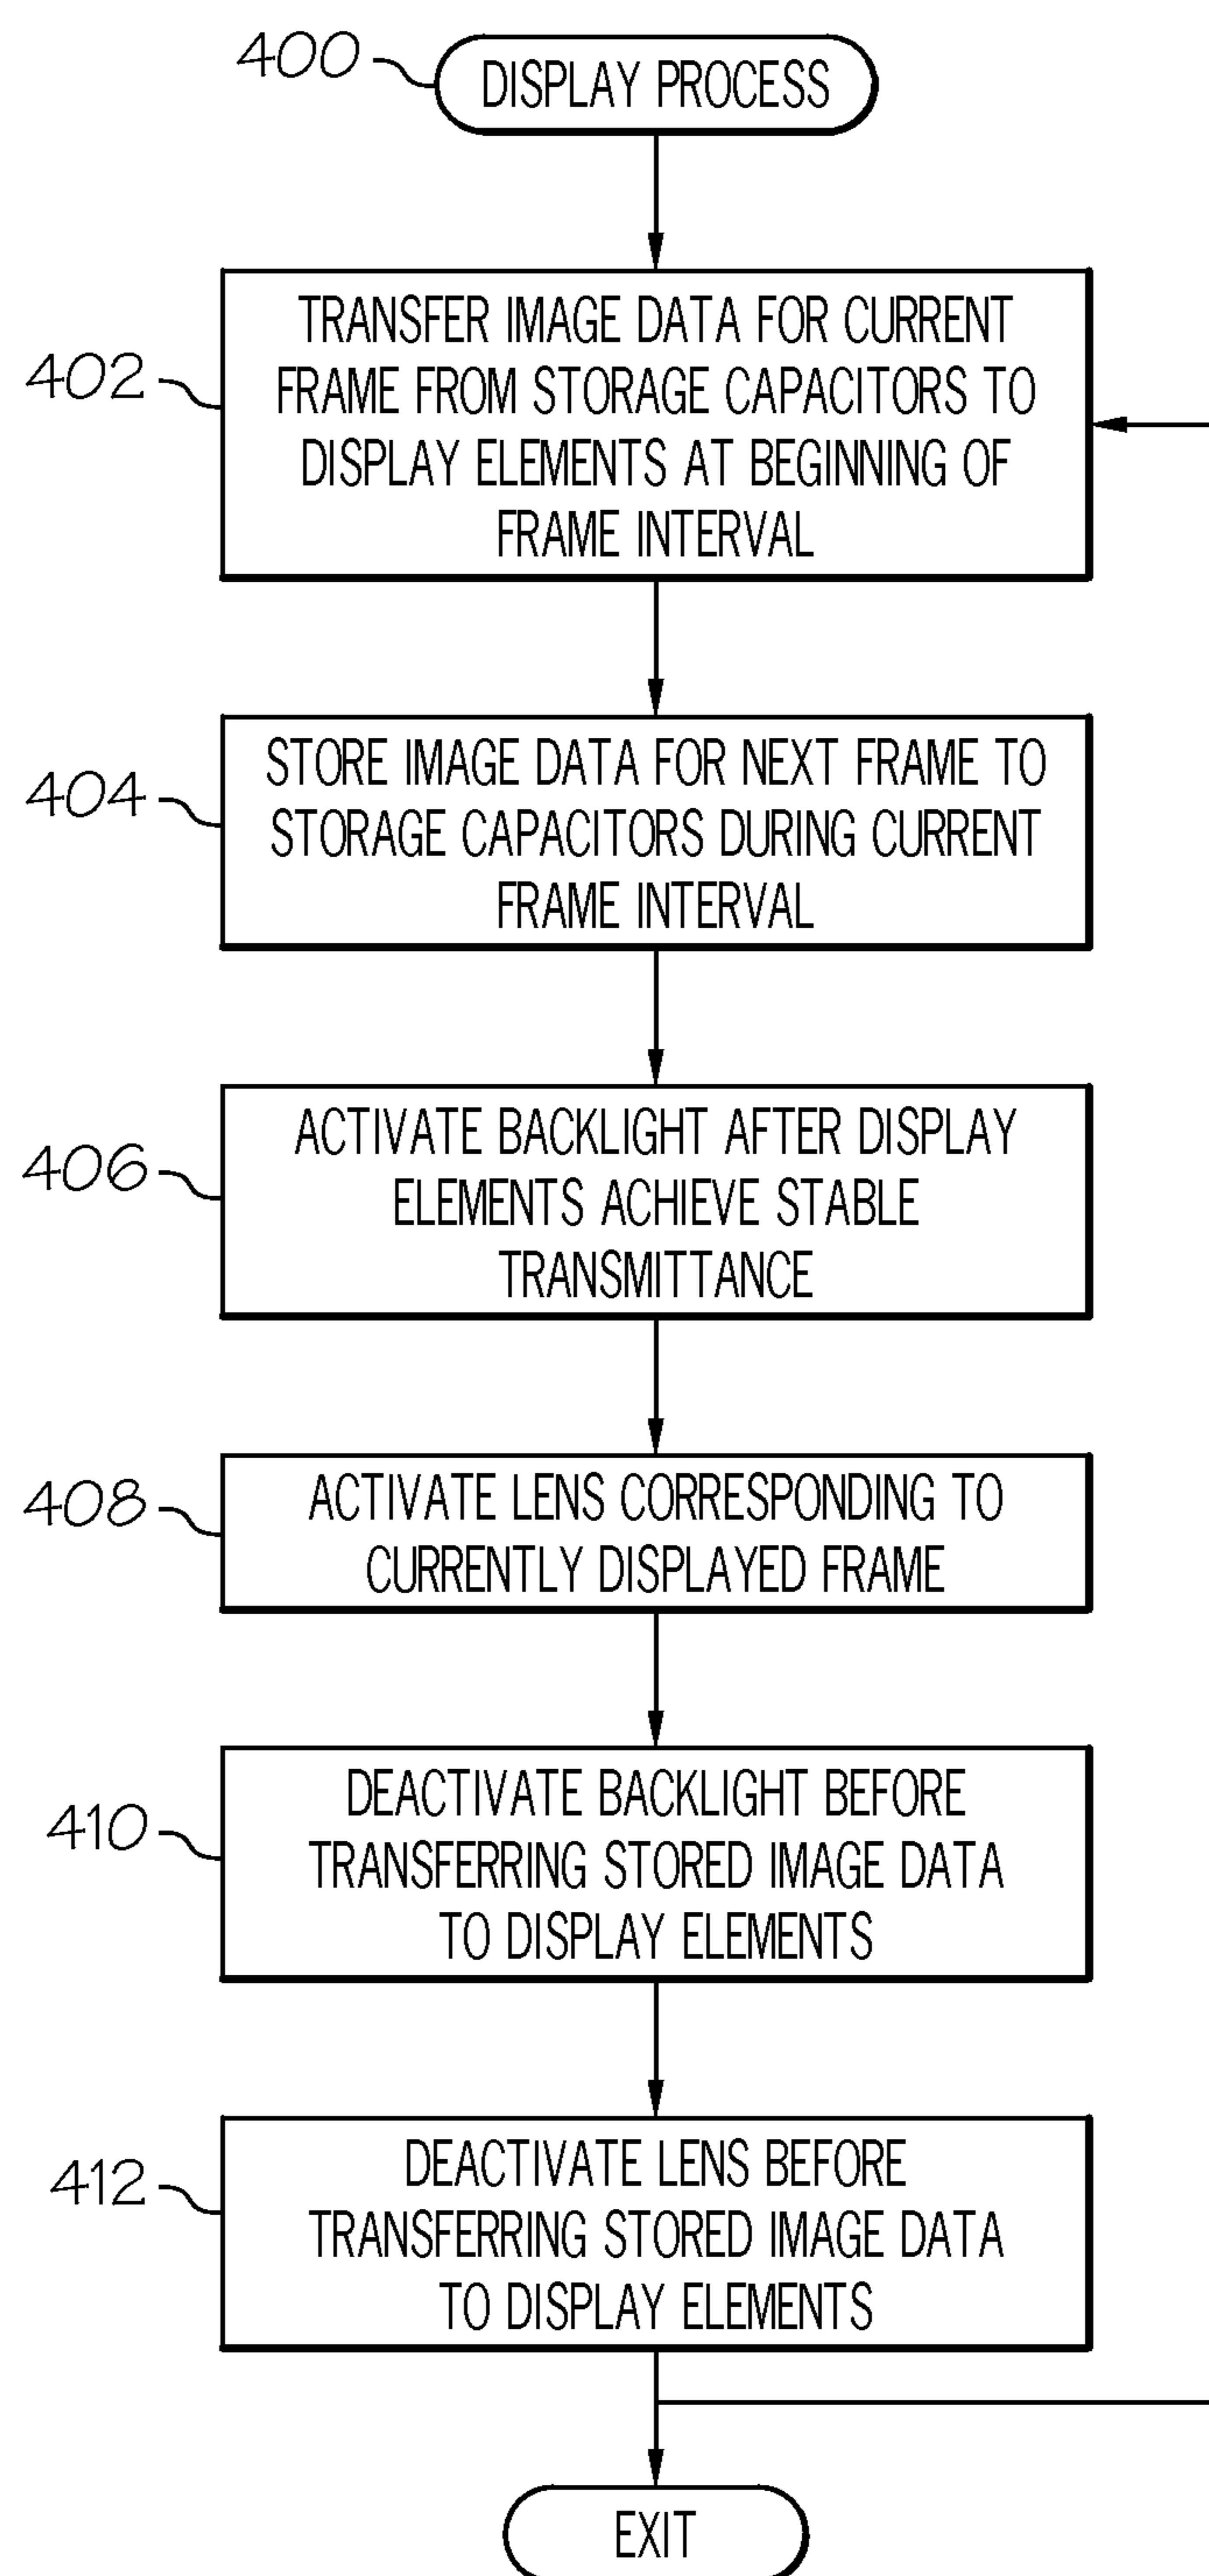 400
DISPLAY PROCESS
402
TRANSFER IMAGE DATA FOR CURRENT
FRAME FROM STORAGE CAPACITORS TO
DISPLAY ELEMENTS AT BEGINNING OF
FRAME INTERVAL
404
STORE IMAGE DATA FOR NEXT FRAME TO
STORAGE CAPACITORS DURING CURRENT
FRAME INTERVAL
406
ACTIVATE BACKLIGHT AFTER DISPLAY
ELEMENTS ACHIEVE STABLE
TRANSMITTANCE
408
ACTIVATE LENS CORRESPONDING TO
CURRENTLY DISPLAYED FRAME
410
DEACTIVATE BACKLIGHT BEFORE
TRANSFERRING STORED IMAGE DATA
TO DISPLAY ELEMENTS
412
DEACTIVATE LENS BEFORE
TRANSFERRING STORED IMAGE DATA
TO DISPLAY ELEMENTS
EXIT